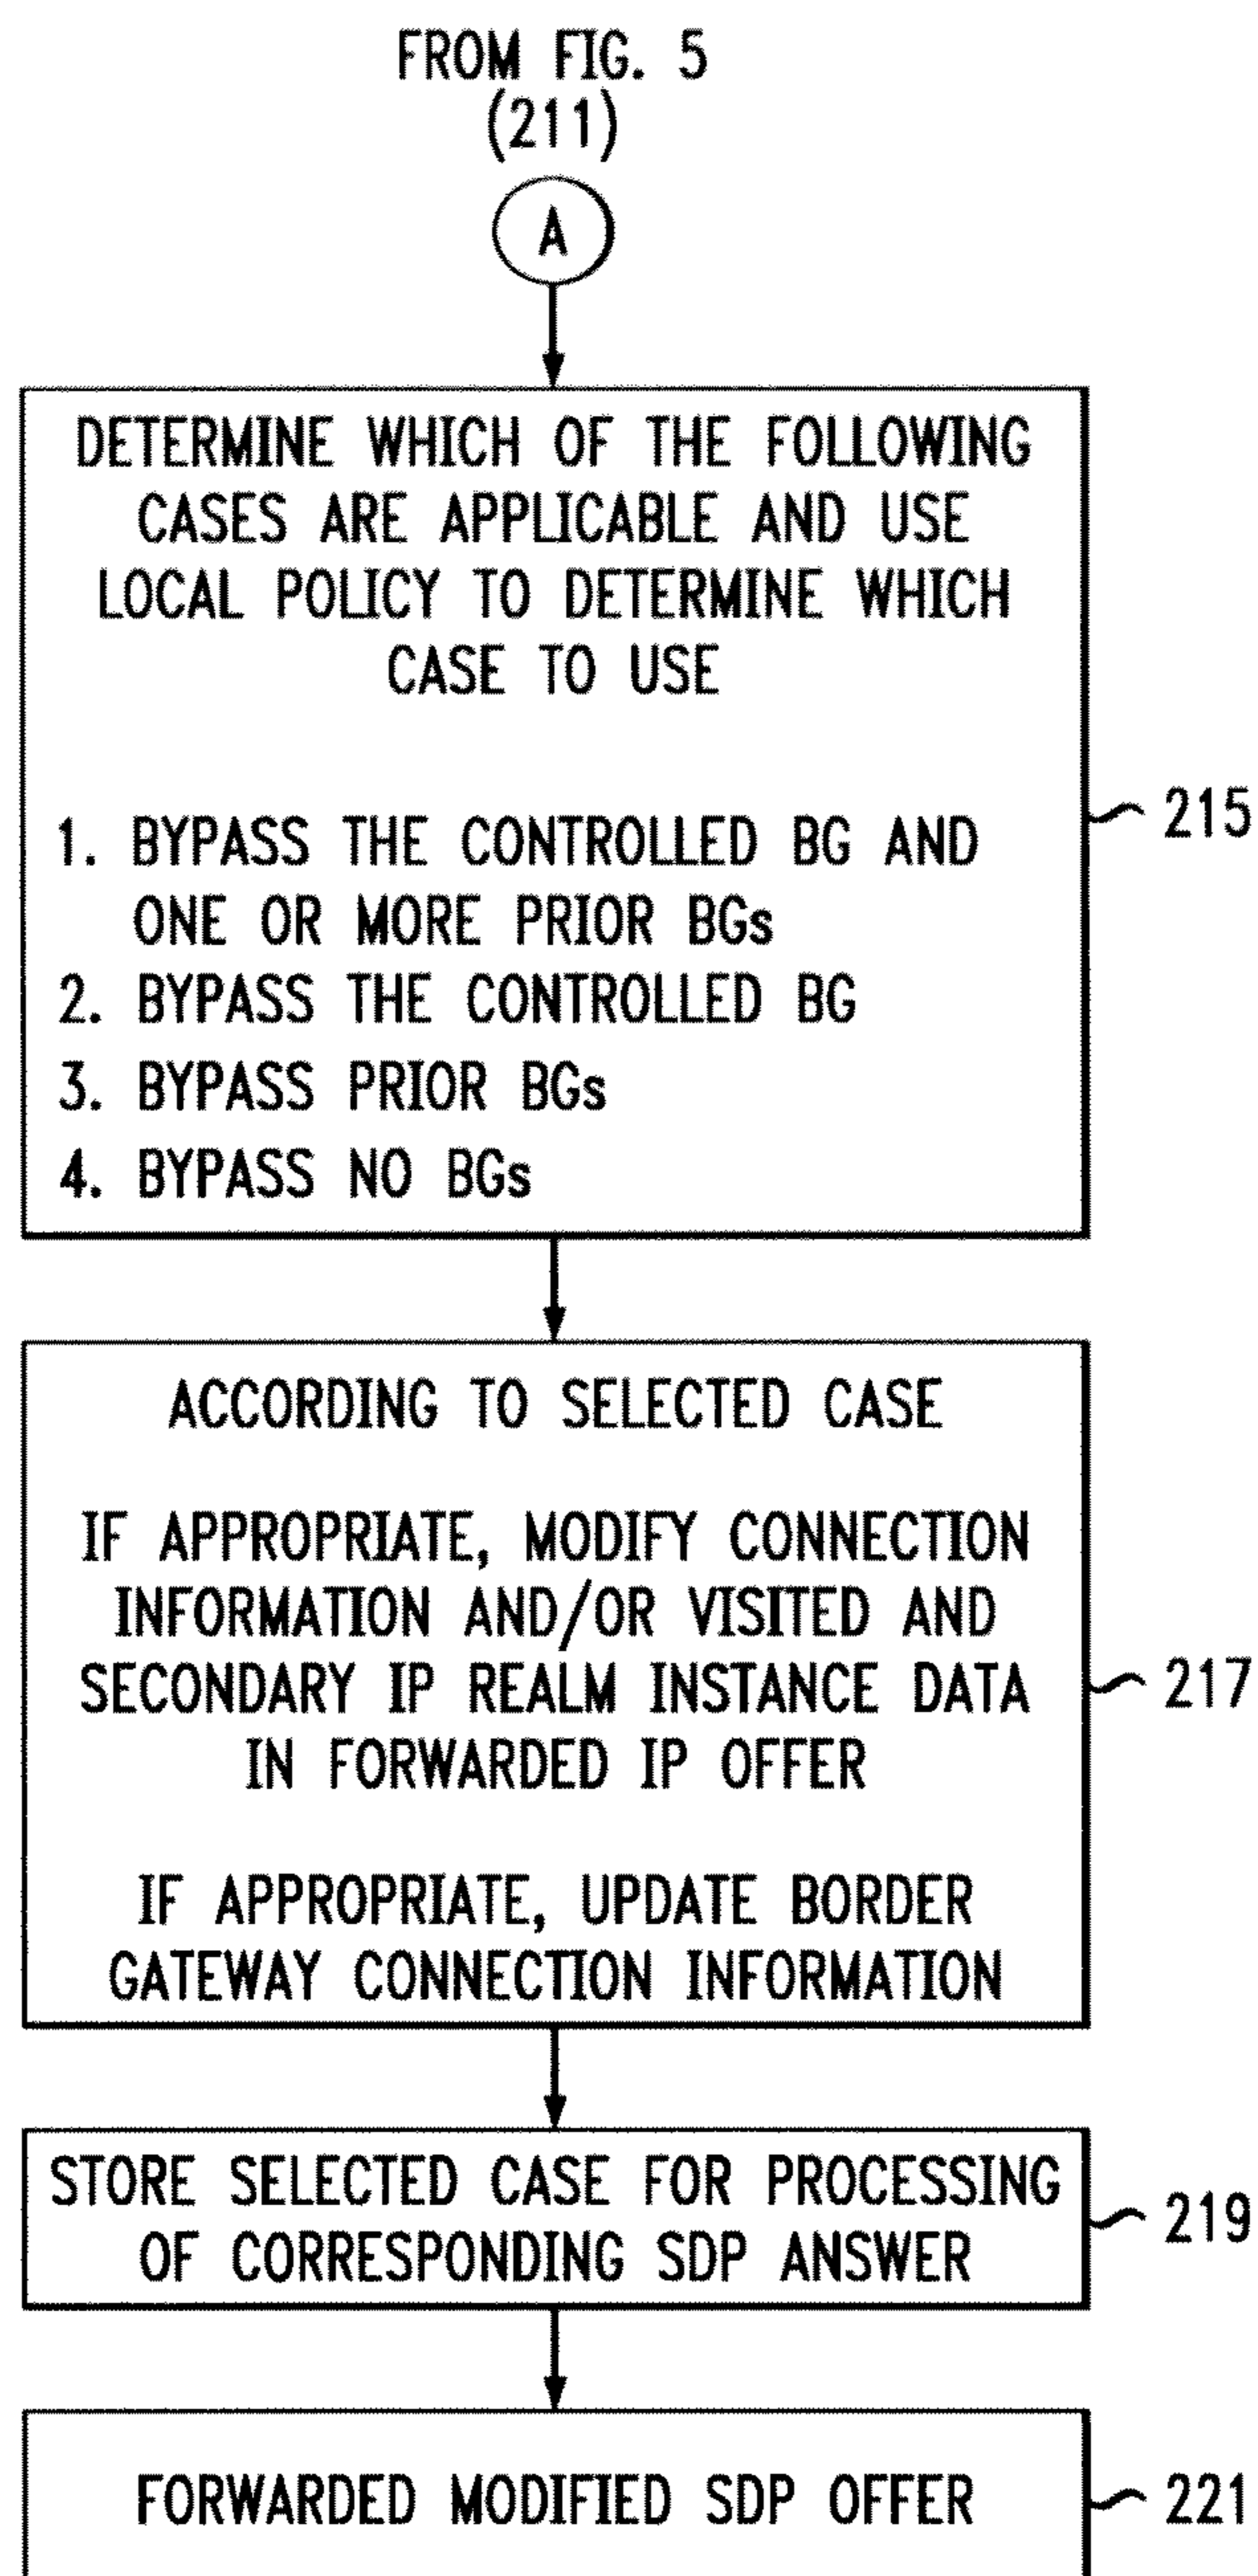 FROM FIG. 5
(211)
A
DETERMINE WHICH OF THE FOLLOWING
CASES ARE APPLICABLE AND USE
LOCAL POLICY TO DETERMINE WHICH
CASE TO USE
1. BYPASS THE CONTROLLED BG AND
ONE OR MORE PRIOR BGs
2. BYPASS THE CONTROLLED BG
3. BYPASS PRIOR BGs
4. BYPASS NO BGs
215
ACCORDING TO SELECTED CASE
IF APPROPRIATE, MODIFY CONNECTION
INFORMATION AND/OR VISITED AND
SECONDARY IP REALM INSTANCE DATA
IN FORWARDED IP OFFER
IF APPROPRIATE, UPDATE BORDER
GATEWAY CONNECTION INFORMATION
217
STORE SELECTED CASE FOR PROCESSING
OF CORRESPONDING SDP ANSWER
219
FORWARDED MODIFIED SDP OFFER
221